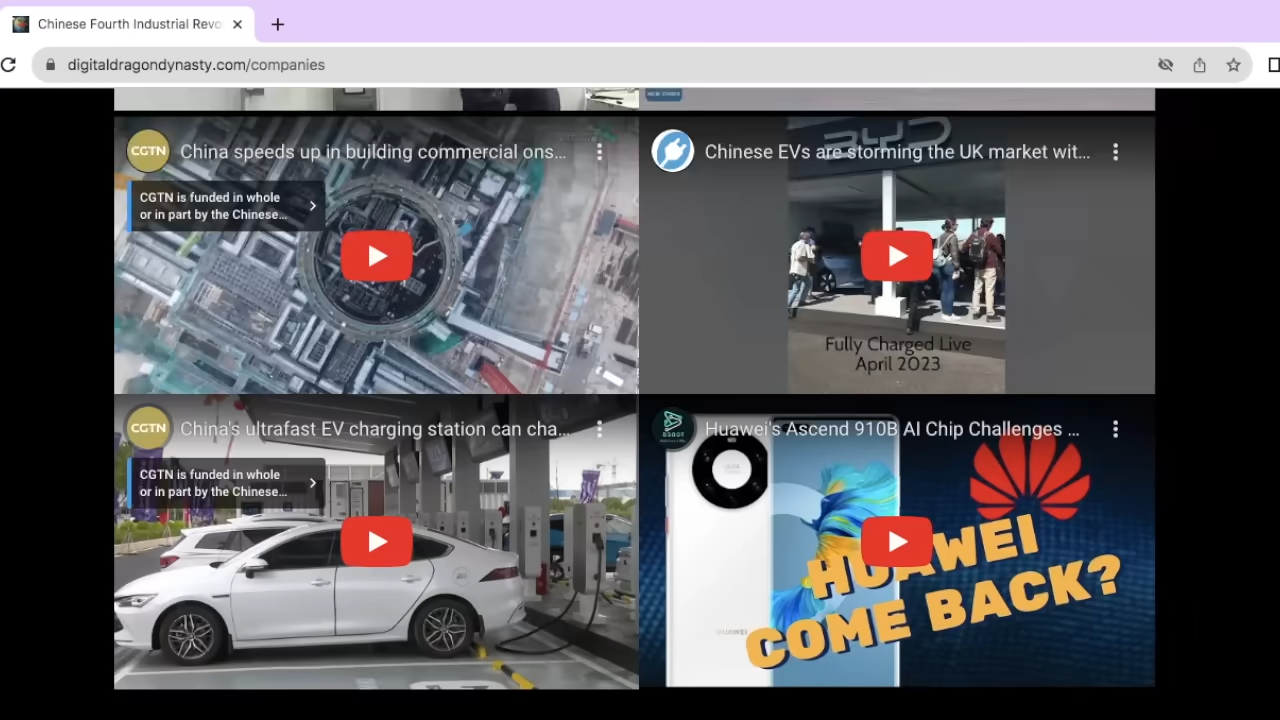 Chinese Fourth Industrial Revo
digitaldragondynasty.com/companies
CGTN
China speeds up in building commercial ons...
CGTN is funded in whole
or in part by the Chinese...
BYD
Chinese EVs are storming the UK market wit...
Fully Charged Live
April 2023
CGTN
China's ultrafast EV charging station can cha...
CGTN is funded in whole
or in part by the Chinese...
Huawei's Ascend 910B AI Chip Challenges ...
HUAWEI
HUAWEI
COME BACK?